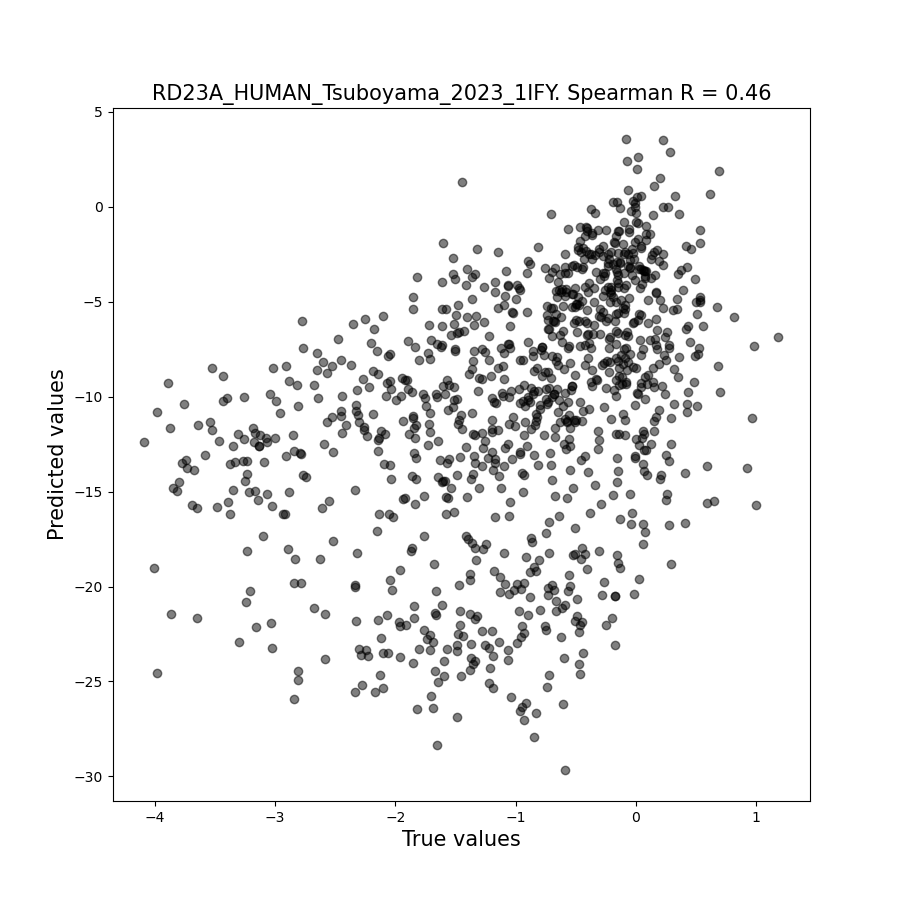 RD23A_HUMAN_Tsuboyama_2023_1IFY. Spearman R = 0.46
5
0
−5
−10
−15
−20
−25
−30
Predicted values
−4 −3 −2 −1 0 1
True values